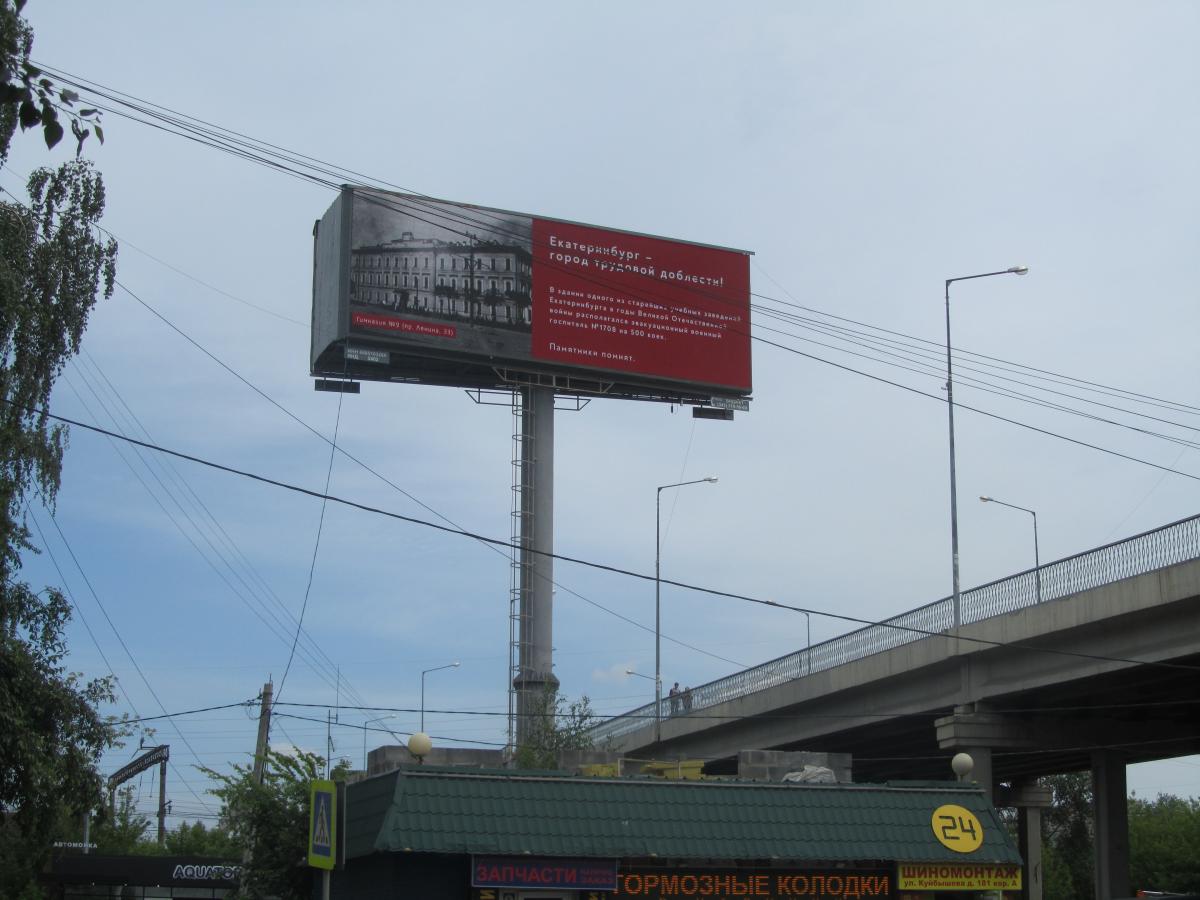 Екатеринбург –
город трудовой доблести!
В здании одного из старейших учебных заведений
Екатеринбурга в годы Великой Отечественной
войны располагался эвакуационный военный
госпиталь №1708 на 500 коек.
Памятники помнят.
Гимназия №9 (пр. Ленина, 33)
24
АВТОМОЙКА
AQUATOR
ЗАПЧАСТИ
ЗАКАЗ
ТОРМОЗНЫЕ КОЛОДКИ
ШИНОМОНТАЖ
ул. Куйбышева д. 181 кор. А